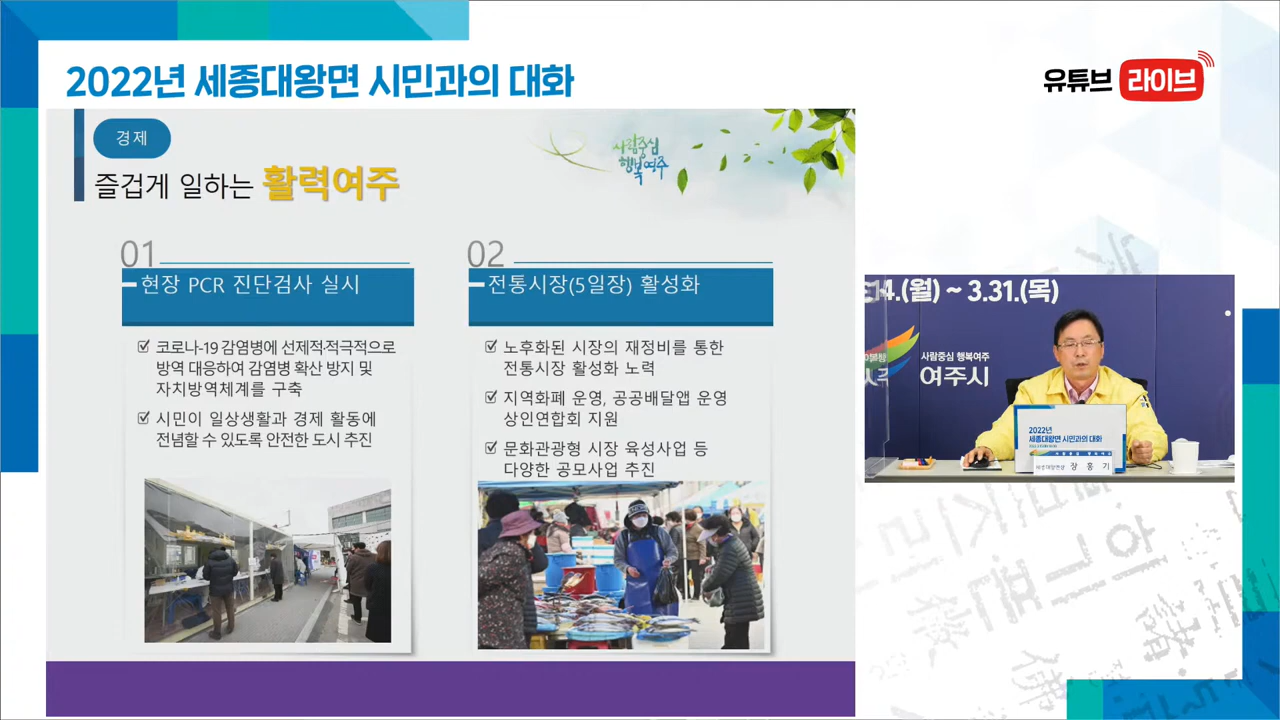 2022년 세종대왕면 시민과의 대화
유튜브 라이브
경제
즐겁게 일하는 활력여주
사람중심
행복여주
01
현장 PCR 진단검사 실시
코로나-19 감염병에 선제적·적극적으로
방역 대응하여 감염병 확산 방지 및
자치방역체계를 구축
시민이 일상생활과 경제 활동에
전념할 수 있도록 안전한 도시 추진
02
전통시장(5일장) 활성화
노후화된 시장의 재정비를 통한
전통시장 활성화 노력
지역화폐 운영, 공공배달앱 운영
상인연합회 지원
문화관광형 시장 육성사업 등
다양한 공모사업 추진
14.(월) ~ 3.31.(목)
사람중심 행복여주
여주시
2022년
세종대왕면 시민과의 대화
세종대왕면장 장홍기